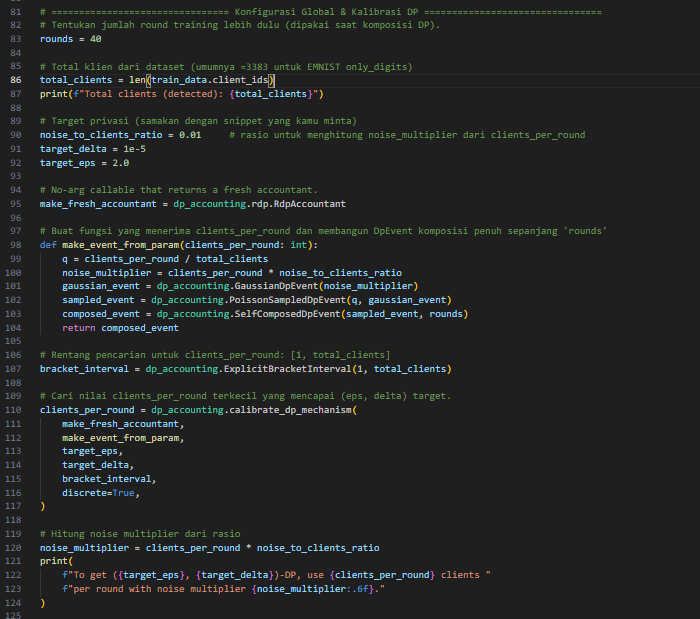 81 # ============================== Konfigurasi Global & Kalibrasi DP ==============================
82 # Tentukan jumlah round training lebih dulu (dipakai saat komposisi DP).
83 rounds = 40
84
85 # Total klien dari dataset (umumnya =3383 untuk EMNIST only_digits)
86 total_clients = len(train_data.client_ids)
87 print(f"Total clients (detected): {total_clients}")
88
89 # Target privasi (samakan dengan snippet yang kamu minta)
90 noise_to_clients_ratio = 0.01     # rasio untuk menghitung noise_multiplier dari clients_per_round
91 target_delta = 1e-5
92 target_eps = 2.0
93
94 # No-arg callable that returns a fresh accountant.
95 make_fresh_accountant = dp_accounting.rdp.RdpAccountant
96
97 # Buat fungsi yang menerima clients_per_round dan membangun DpEvent komposisi penuh sepanjang 'rounds'
98 def make_event_from_param(clients_per_round: int):
99     q = clients_per_round / total_clients
100     noise_multiplier = clients_per_round * noise_to_clients_ratio
101     gaussian_event = dp_accounting.GaussianDpEvent(noise_multiplier)
102     sampled_event = dp_accounting.PoissonSampledDpEvent(q, gaussian_event)
103     composed_event = dp_accounting.SelfComposedDpEvent(sampled_event, rounds)
104     return composed_event
105
106 # Rentang pencarian untuk clients_per_round: [1, total_clients]
107 bracket_interval = dp_accounting.ExplicitBracketInterval(1, total_clients)
108
109 # Cari nilai clients_per_round terkecil yang mencapai (eps, delta) target.
110 clients_per_round = dp_accounting.calibrate_dp_mechanism(
111     make_fresh_accountant,
112     make_event_from_param,
113     target_eps,
114     target_delta,
115     bracket_interval,
116     discrete=True,
117 )
118
119 # Hitung noise multiplier dari rasio
120 noise_multiplier = clients_per_round * noise_to_clients_ratio
121 print(
122     f"To get ({target_eps}, {target_delta})-DP, use {clients_per_round} clients "
123     f"per round with noise multiplier {noise_multiplier:.6f}."
124 )
125